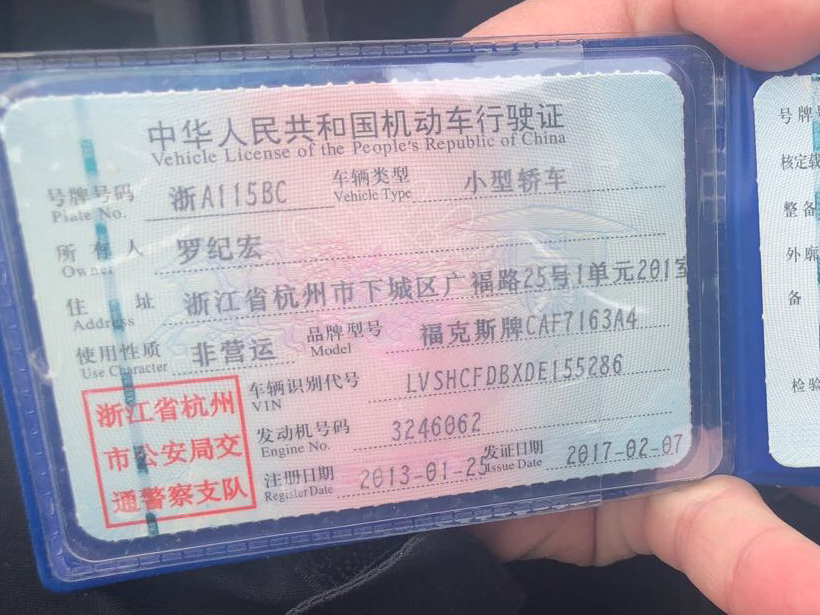 中华人民共和国机动车行驶证
Vehicle License of the People's Republic of China
号牌号码 浙A115BC 车辆类型 小型轿车
Plate No. Vehicle Type
所有人 罗纪宏
Owner
住址 浙江省杭州市下城区广福路25号1单元201室
Address
使用性质 非营运 品牌型号 福克斯牌CAF7163A4
Use Character Model
浙江省杭州
市公安局交
通警察支队
车辆识别代号 LVSHCFDBXDE155286
VIN
发动机号码 3246062
Engine No.
注册日期 2013-01-25 发证日期 2017-02-07
Register Date Issue Date
号牌
核定载
整备
外廓
备
检验